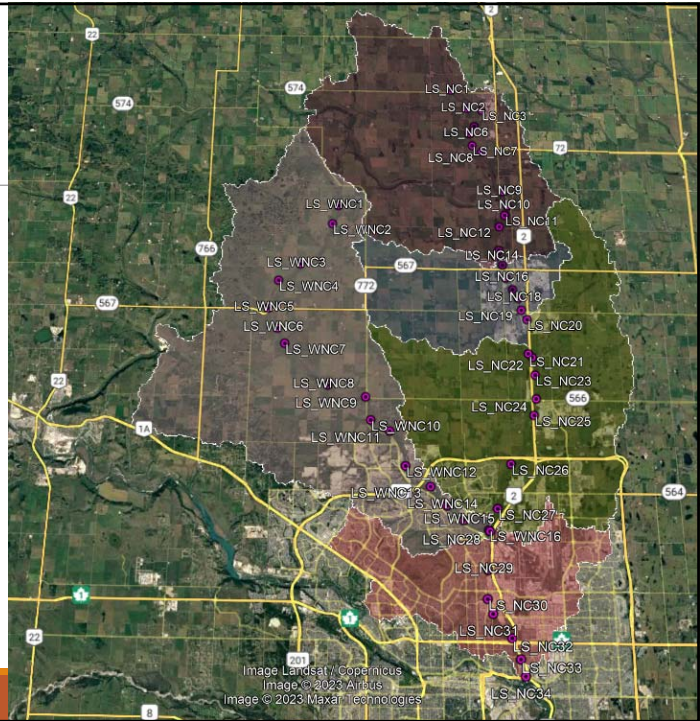 2
22
574
574
LS_NC1
LS_NC2
LS_NC3
LS_NC6
LS_NC7
LS_NC8
72
22
LS_NC9
LS_NC10
LS_NC11
LS_WNC1
LS_WNC2
LS_NC12
2
766
LS_NC14
567
LS_WNC3
LS_NC16
LS_WNC4
772
LS_NC18
567
LS_WNC5
LS_NC19
LS_NC20
LS_WNC6
LS_WNC7
LS_NC21
LS_NC22
22
LS_NC23
LS_WNC8
566
LS_WNC9
LS_NC24
LS_NC25
1A
LS_WNC10
LS_WNC11
LS_NC26
LS_WNC12
564
LS_WNC13
2
LS_WNC14
LS_NC27
LS_WNC15
LS_NC28
LS_WNC16
LS_NC29
1
LS_NC30
1
LS_NC31
22
LS_NC32
201
LS_NC33
Image Landsat / Copernicus
Image © 2023 Airbus
LS_NC34
Image © 2023 Maxar Technologies
8